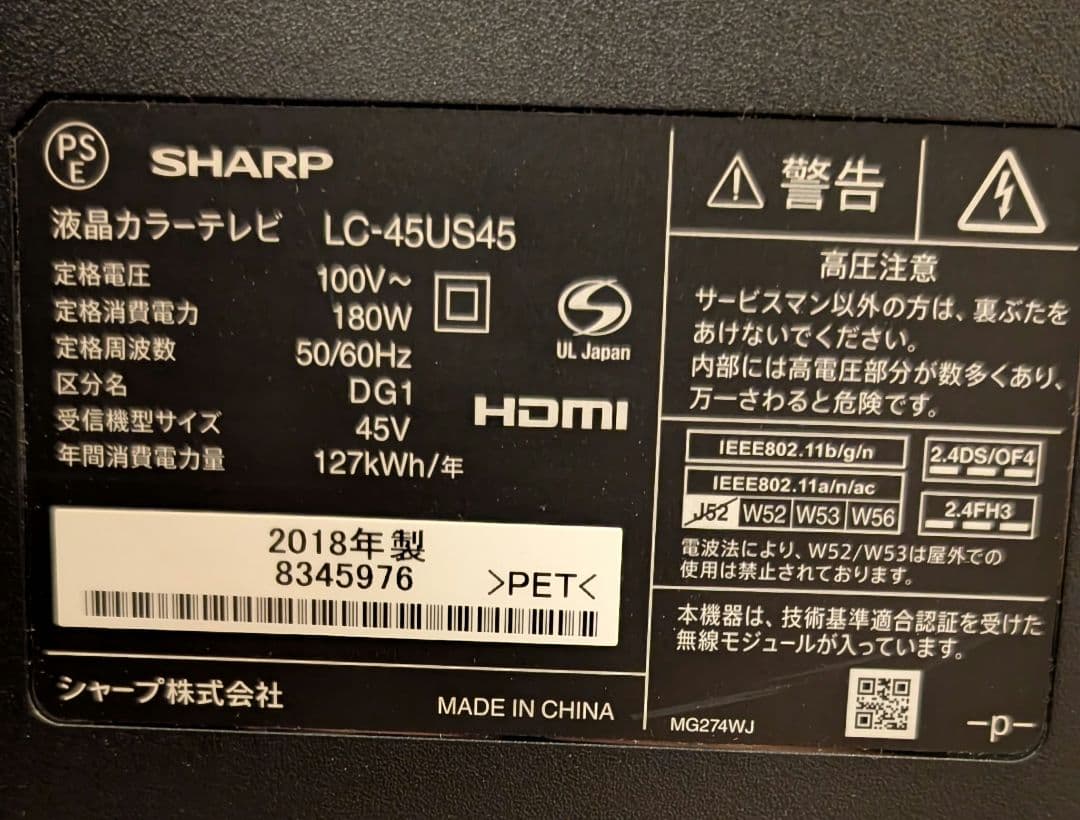 PS
E
SHARP
液晶カラーテレビ LC-45US45
定格電圧 100V～
定格消費電力 180W
定格周波数 50/60Hz
区分名 DG1
受信機型サイズ 45V
年間消費電力量 127kWh/年
UL Japan
HDMI
2018年製
8345976
>PET<
シャープ株式会社
MADE IN CHINA
警告
高圧注意
サービスマン以外の方は、裏ぶたを
あけないでください。
内部には高電圧部分が数多くあり、
万一さわると危険です。
IEEE802.11b/g/n
IEEE802.11a/n/ac
J52 W52 W53 W56
2.4DS/OF4
2.4FH3
電波法により、W52/W53は屋外での
使用は禁止されております。
本機器は、技術基準適合認証を受けた
無線モジュールが入っています。
MG274WJ
-p-